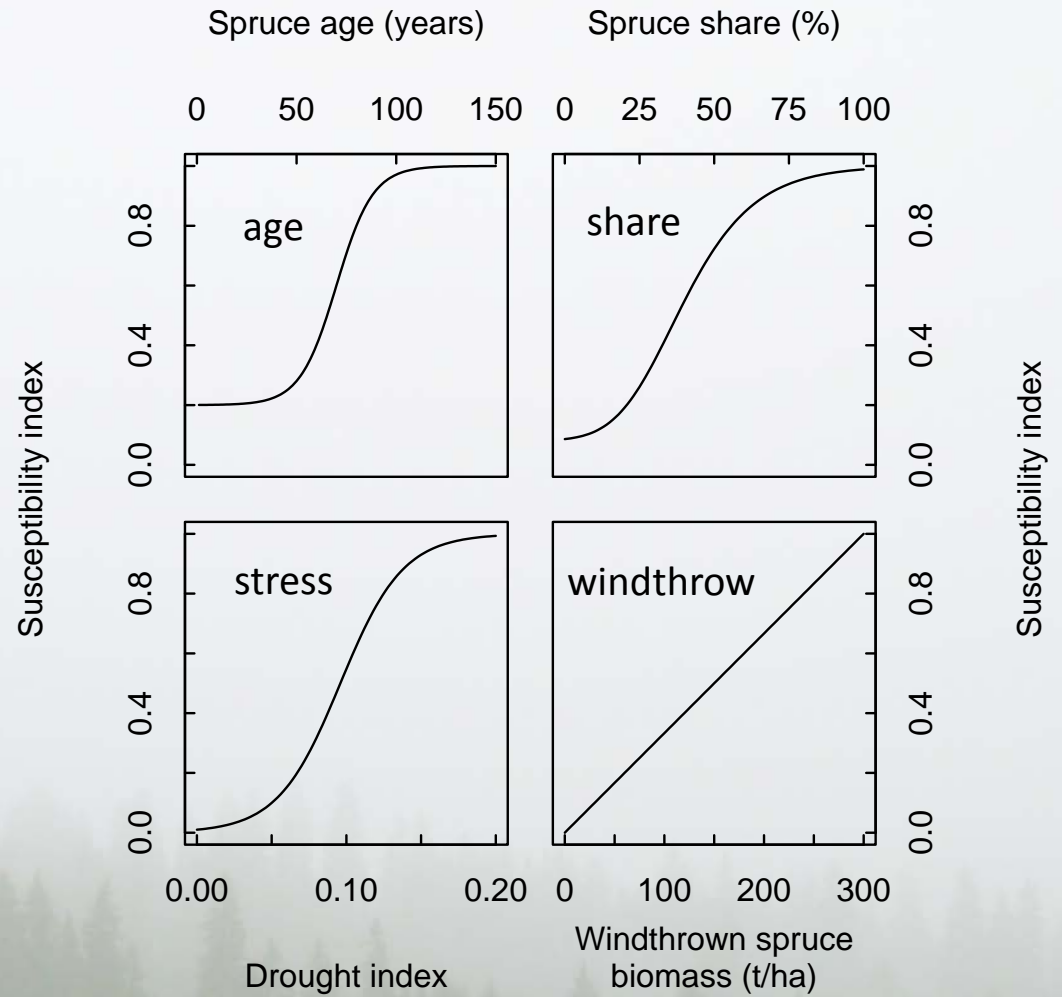 Spruce age (years)
Spruce share (%)
0 50 100 150
0 25 50 75 100
Susceptibility index
0.0 0.4 0.8
age
share
0.0 0.4 0.8
Susceptibility index
0.0 0.4 0.8
stress
windthrow
0.0 0.4 0.8
0.00 0.10 0.20
0 100 200 300
Drought index
Windthrown spruce
biomass (t/ha)